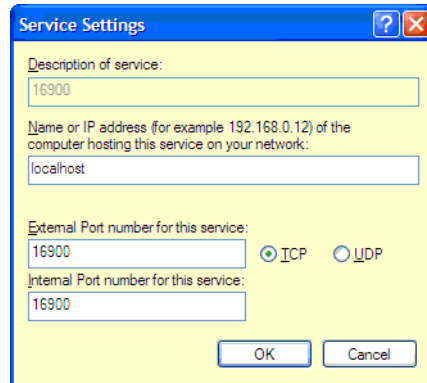 Service Settings
?
Description of service:
16900
Name or IP address (for example 192.168.0.12) of the
computer hosting this service on your network:
localhost
External Port number for this service:
16900 TCP UDP
Internal Port number for this service:
16900
OK Cancel